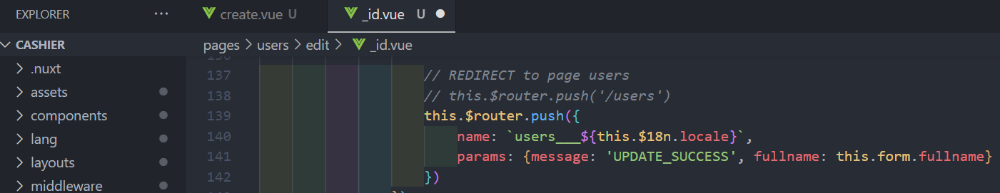 EXPLORER ··· create.vue U _id.vue U
CASHIER
pages > users > edit > _id.vue
.nuxt
assets
components
lang
layouts
middleware
137 // REDIRECT to page users
138 // this.$router.push('/users')
139 this.$router.push({
140 name: `users___${this.$18n.locale}`,
141 params: {message: 'UPDATE_SUCCESS', fullname: this.form.fullname}
142 })